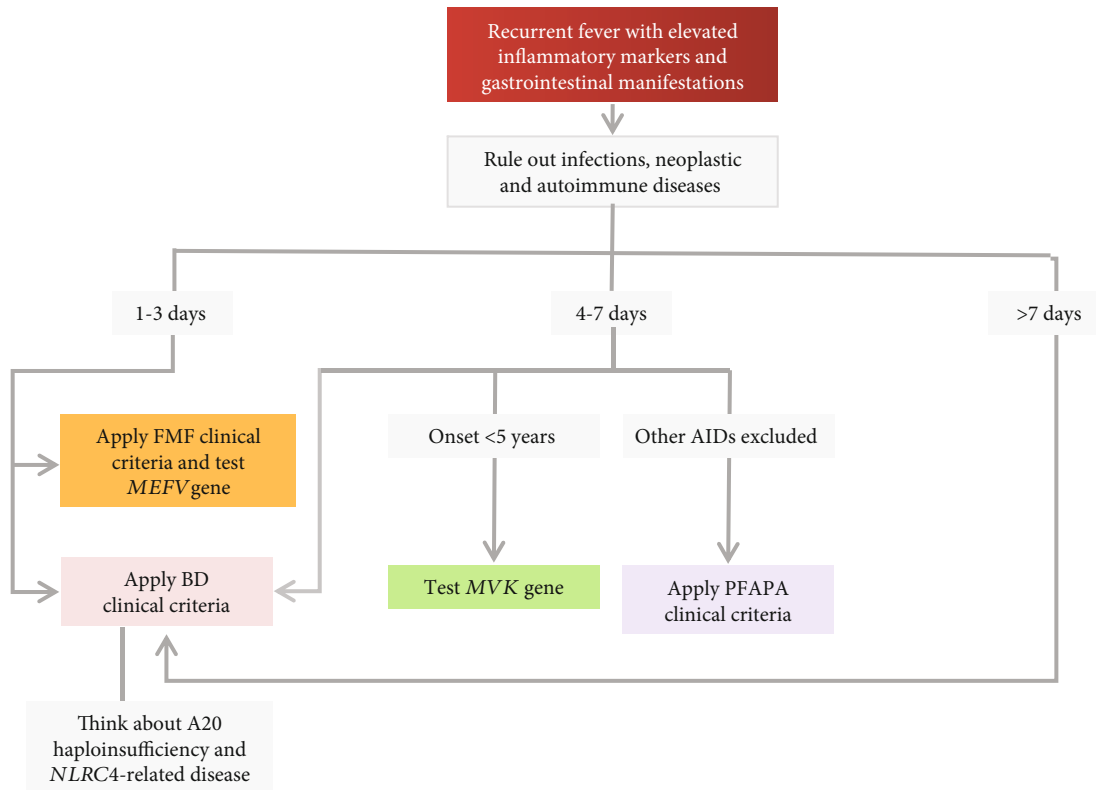 Recurrent fever with elevated
inflammatory markers and
gastrointestinal manifestations
Rule out infections, neoplastic
and autoimmune diseases
1-3 days
4-7 days
>7 days
Apply FMF clinical
criteria and test
MEFV gene
Onset <5 years
Other AIDs excluded
Apply BD
clinical criteria
Test MVK gene
Apply PFAPA
clinical criteria
Think about A20
haploinsufficiency and
NLRC4-related disease